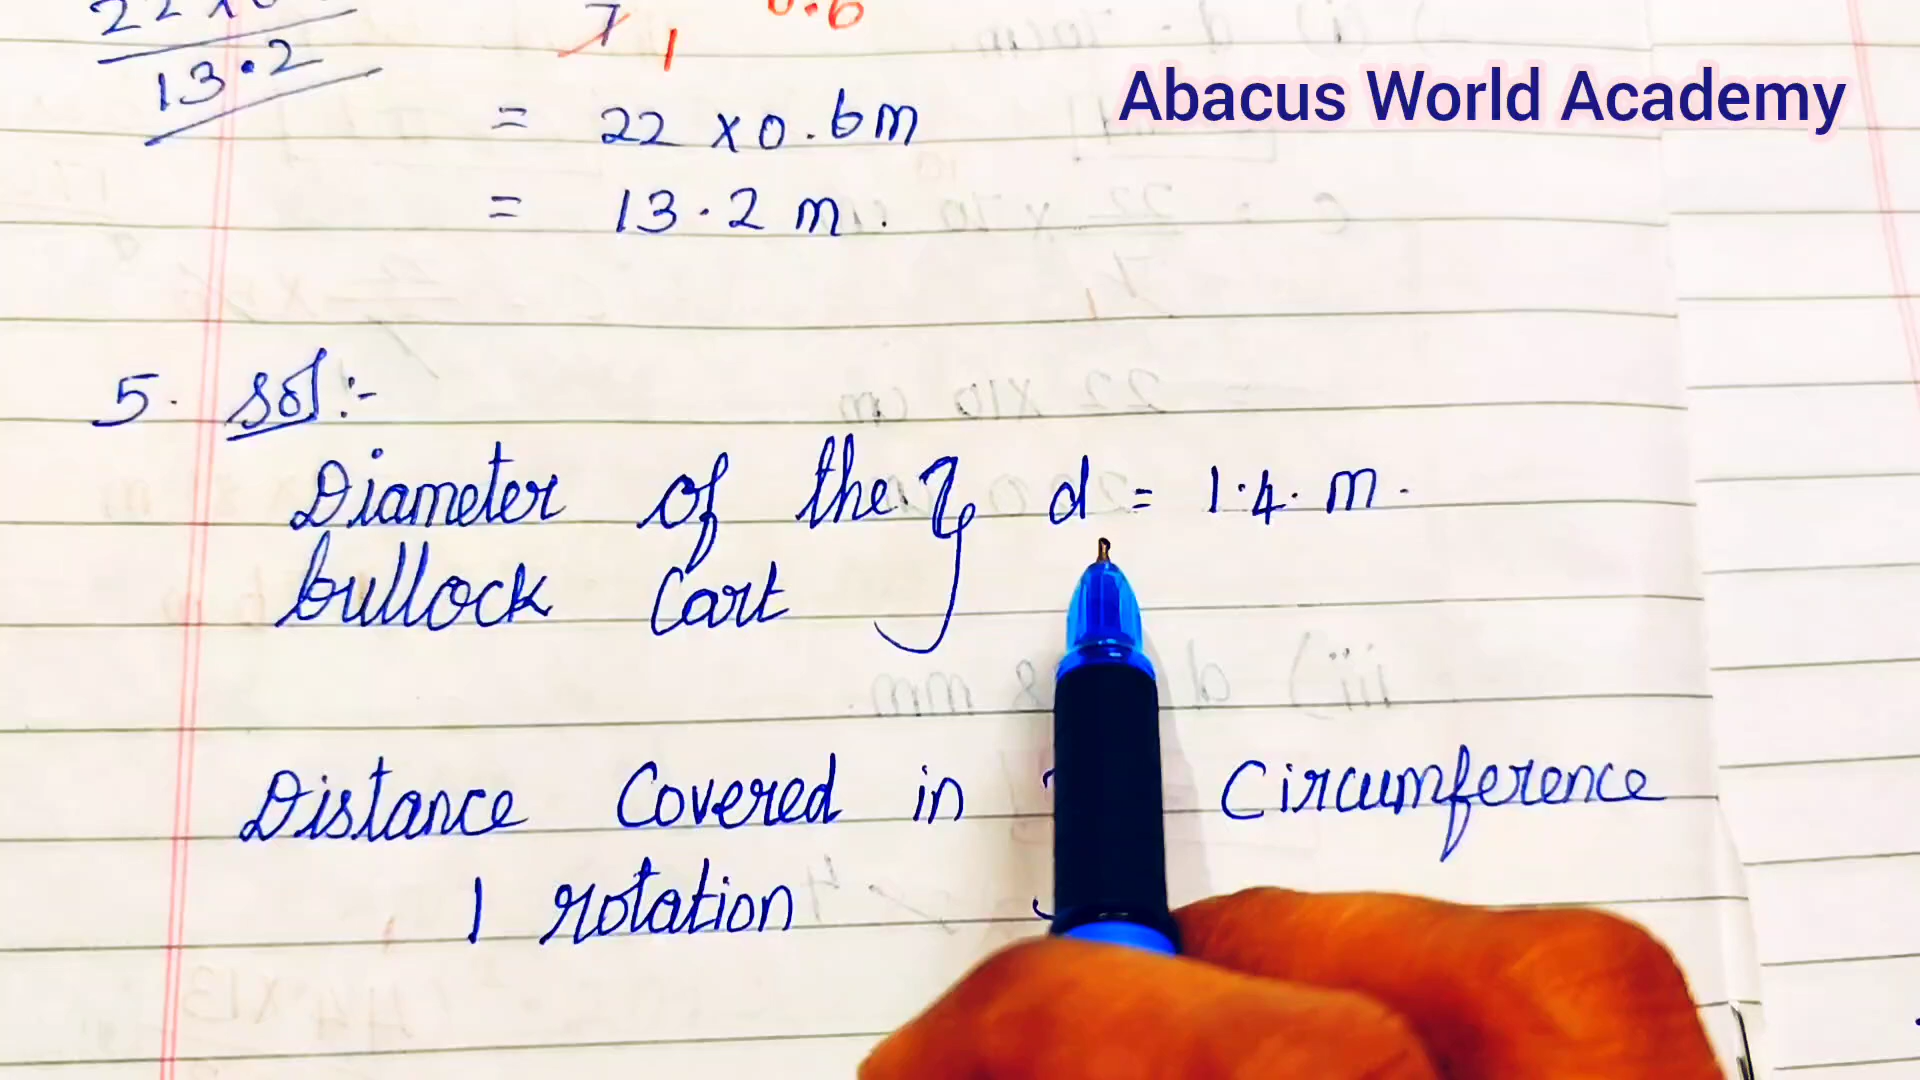 Abacus World Academy
13.2
= 22 x 0.6m
= 13.2 m.
5. Sol:-
Diameter of the } d = 1.4. m.
bullock Cart
Distance Covered in Circumference
1 rotation